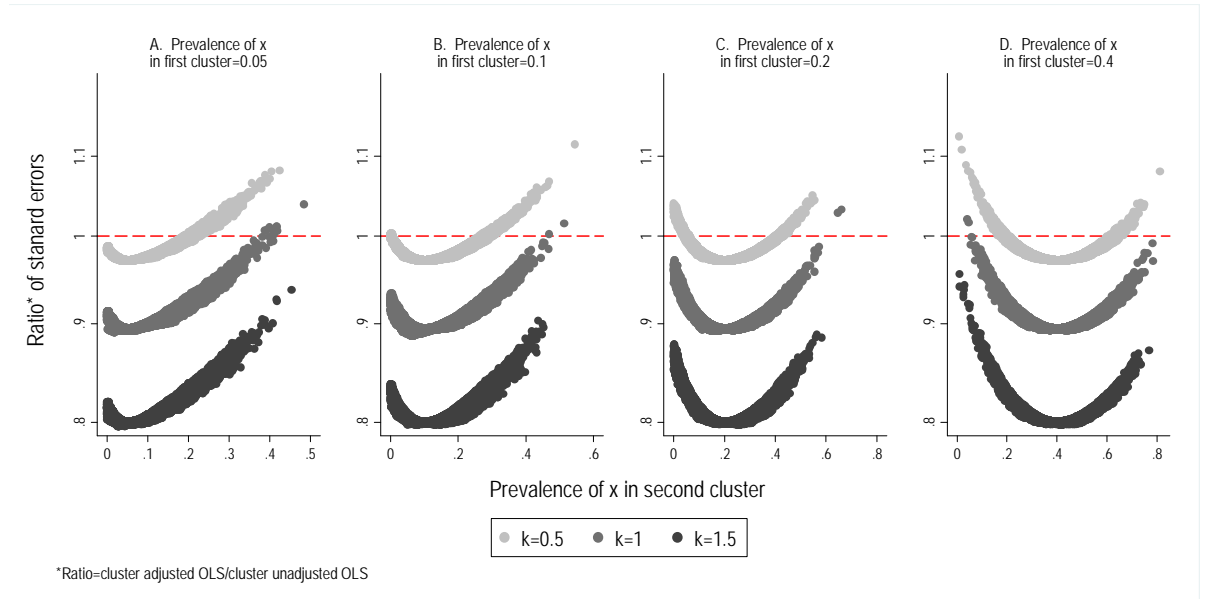 A. Prevalence of x
in first cluster=0.05
B. Prevalence of x
in first cluster=0.1
C. Prevalence of x
in first cluster=0.2
D. Prevalence of x
in first cluster=0.4
Ratio* of stanard errors
1.1
1
.9
.8
0 .1 .2 .3 .4 .5
1.1
1
.9
.8
0 .2 .4 .6
1.1
1
.9
.8
0 .2 .4 .6 .8
1.1
1
.9
.8
0 .2 .4 .6 .8
Prevalence of x in second cluster
k=0.5 k=1 k=1.5
*Ratio=cluster adjusted OLS/cluster unadjusted OLS